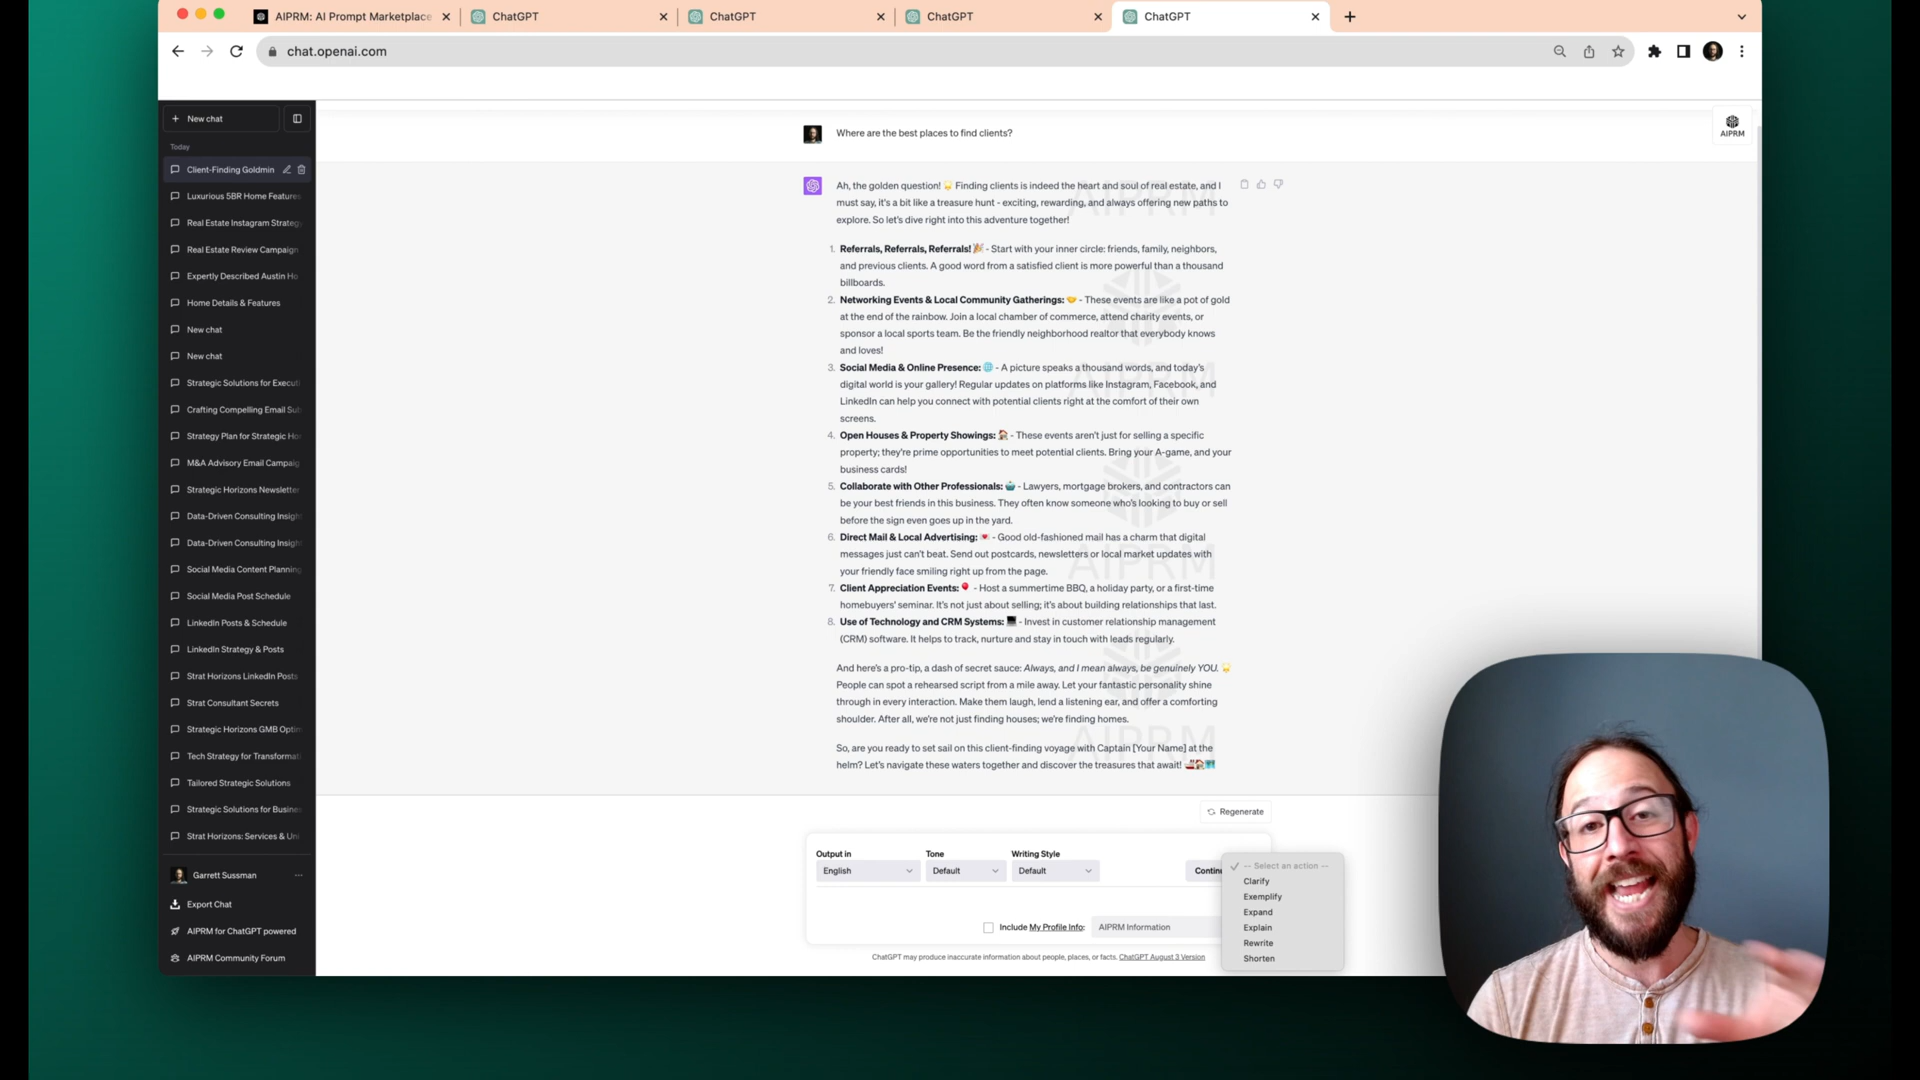 AIPRM: AI Prompt Marketplace
ChatGPT
ChatGPT
ChatGPT
ChatGPT
chat.openai.com
New chat
Today
Client-Finding Goldmin
Luxurious 5BR Home Features
Real Estate Instagram Strateg
Real Estate Review Campaign
Expertly Described Austin Ho
Home Details & Features
New chat
New chat
Strategic Solutions for Executi
Crafting Compelling Email Sub
Strategy Plan for Strategic Hor
M&A Advisory Email Campaig
Strategic Horizons Newsletter
Data-Driven Consulting Insigh
Data-Driven Consulting Insigh
Social Media Content Planning
Social Media Post Schedule
LinkedIn Posts & Schedule
LinkedIn Strategy & Posts
Strat Horizons LinkedIn Posts
Strat Consultant Secrets
Strategic Horizons GMB Optim
Tech Strategy for Transformati
Tailored Strategic Solutions
Strategic Solutions for Busine
Strat Horizons: Services & Uni
Garrett Sussman
Export Chat
AIPRM for ChatGPT powered
AIPRM Community Forum
AIPRM
Where are the best places to find clients?
Ah, the golden question! 🌟 Finding clients is indeed the heart and soul of real estate, and I
must say, it's a bit like a treasure hunt - exciting, rewarding, and always offering new paths to
explore. So let's dive right into this adventure together!
1. Referrals, Referrals, Referrals! 🎉 - Start with your inner circle: friends, family, neighbors,
and previous clients. A good word from a satisfied client is more powerful than a thousand
billboards.
2. Networking Events & Local Community Gatherings: 🤝 - These events are like a pot of gold
at the end of the rainbow. Join a local chamber of commerce, attend charity events, or
sponsor a local sports team. Be the friendly neighborhood realtor that everybody knows
and loves!
3. Social Media & Online Presence: 🌐 - A picture speaks a thousand words, and today's
digital world is your gallery! Regular updates on platforms like Instagram, Facebook, and
LinkedIn can help you connect with potential clients right at the comfort of their own
screens.
4. Open Houses & Property Showings: 🏠 - These events aren't just for selling a specific
property; they're prime opportunities to meet potential clients. Bring your A-game, and your
business cards!
5. Collaborate with Other Professionals: 🤖 - Lawyers, mortgage brokers, and contractors can
be your best friends in this business. They often know someone who's looking to buy or sell
before the sign even goes up in the yard.
6. Direct Mail & Local Advertising: 💌 - Good old-fashioned mail has a charm that digital
messages just can't beat. Send out postcards, newsletters or local market updates with
your friendly face smiling right up from the page.
7. Client Appreciation Events: 🎈 - Host a summertime BBQ, a holiday party, or a first-time
homebuyers' seminar. It's not just about selling; it's about building relationships that last.
8. Use of Technology and CRM Systems: 💻 - Invest in customer relationship management
(CRM) software. It helps to track, nurture and stay in touch with leads regularly.
And here's a pro-tip, a dash of secret sauce: Always, and I mean always, be genuinely YOU. 🌟
People can spot a rehearsed script from a mile away. Let your fantastic personality shine
through in every interaction. Make them laugh, lend a listening ear, and offer a comforting
shoulder. After all, we're not just finding houses; we're finding homes.
So, are you ready to set sail on this client-finding voyage with Captain [Your Name] at the
helm? Let's navigate these waters together and discover the treasures that await! 🚤🏠🗺️
AIPRM
AIPRM
AIPRM
AIPRM
Regenerate
Output in
Tone
Writing Style
English
Default
Default
Continu
-- Select an action --
Clarify
Exemplify
Expand
Explain
Rewrite
Shorten
Include My Profile Info:
AIPRM Information
ChatGPT may produce inaccurate information about people, places, or facts. ChatGPT August 3 Version